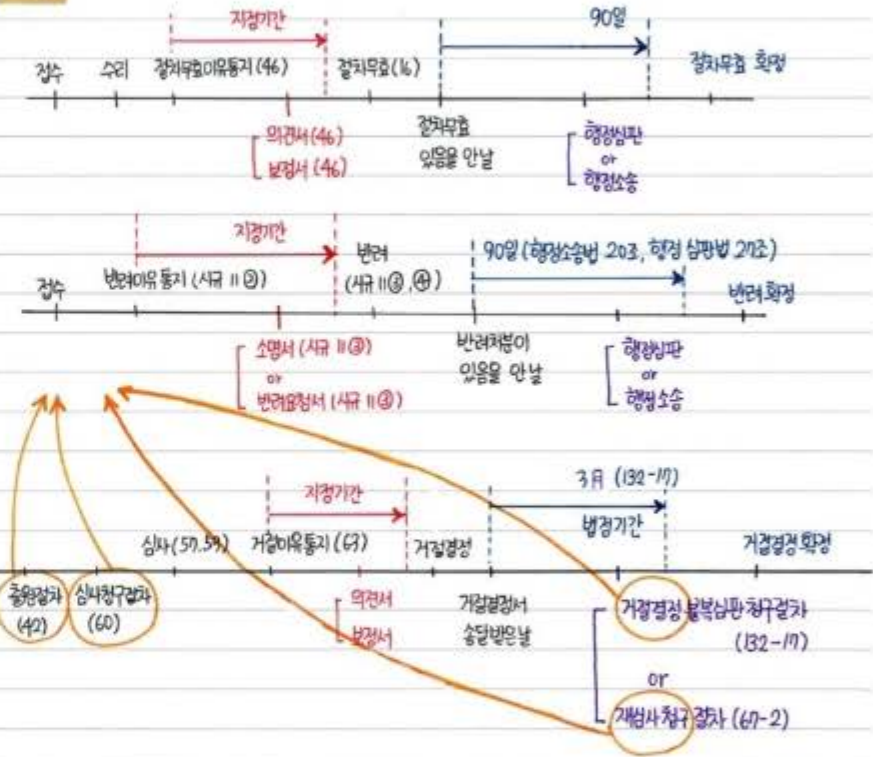 지정기간
90일
접수 수리 절차무효이유통지 (46) 절차무효 (16) 절차무효 확정
의견서 (46)
보정서 (46)
절차무효
있음을 안날
행정심판
or
행정소송
지정기간
반려
(시규 11③,④)
90일 (행정소송법 20조, 행정 심판법 27조)
접수 반려이유 통지 (시규 11②) 반려 확정
소명서 (시규 11③)
or
반려요청서 (시규 11③)
반려처분이
있음을 안날
행정심판
or
행정소송
지정기간
3月 (132-17)
법정기간
심사 (57,59) 거절이유통지 (63) 거절결정 거절결정 확정
출원절차
(42)
심사청구절차
(60)
의견서
보정서
거절결정서
송달받은날
거절결정 불복심판 청구절차
(132-17)
or
재심사 청구 절차 (67-2)